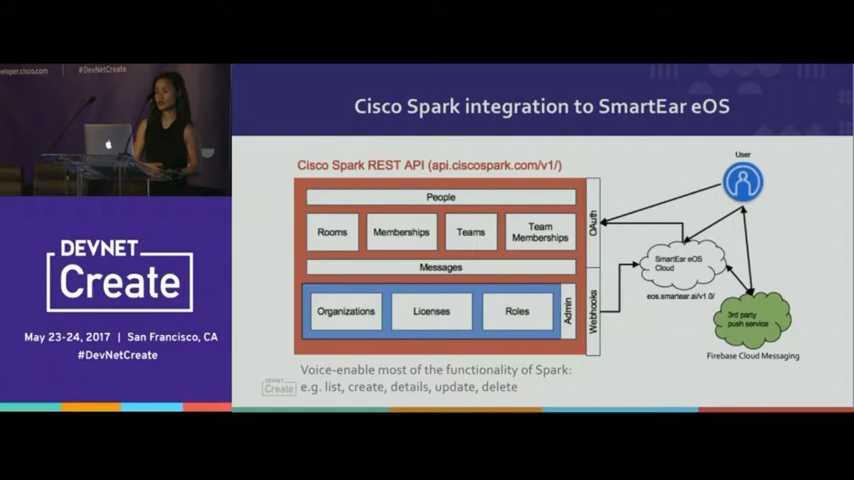 eloper.cisco.com
#DevNetCreate
DEVNET
Create
May 23-24, 2017 | San Francisco, CA
#DevNetCreate
Cisco Spark integration to SmartEar eOS
Cisco Spark REST API (api.ciscospark.com/v1/)
People
Rooms
Memberships
Teams
Team
Memberships
Messages
Organizations
Licenses
Roles
Admin
OAuth
Webhooks
User
SmartEar eOS
Cloud
eos.smartear.ai/v1.0/
3rd party
push service
Firebase Cloud Messaging
Voice-enable most of the functionality of Spark:
e.g. list, create, details, update, delete
DEVNET
Create